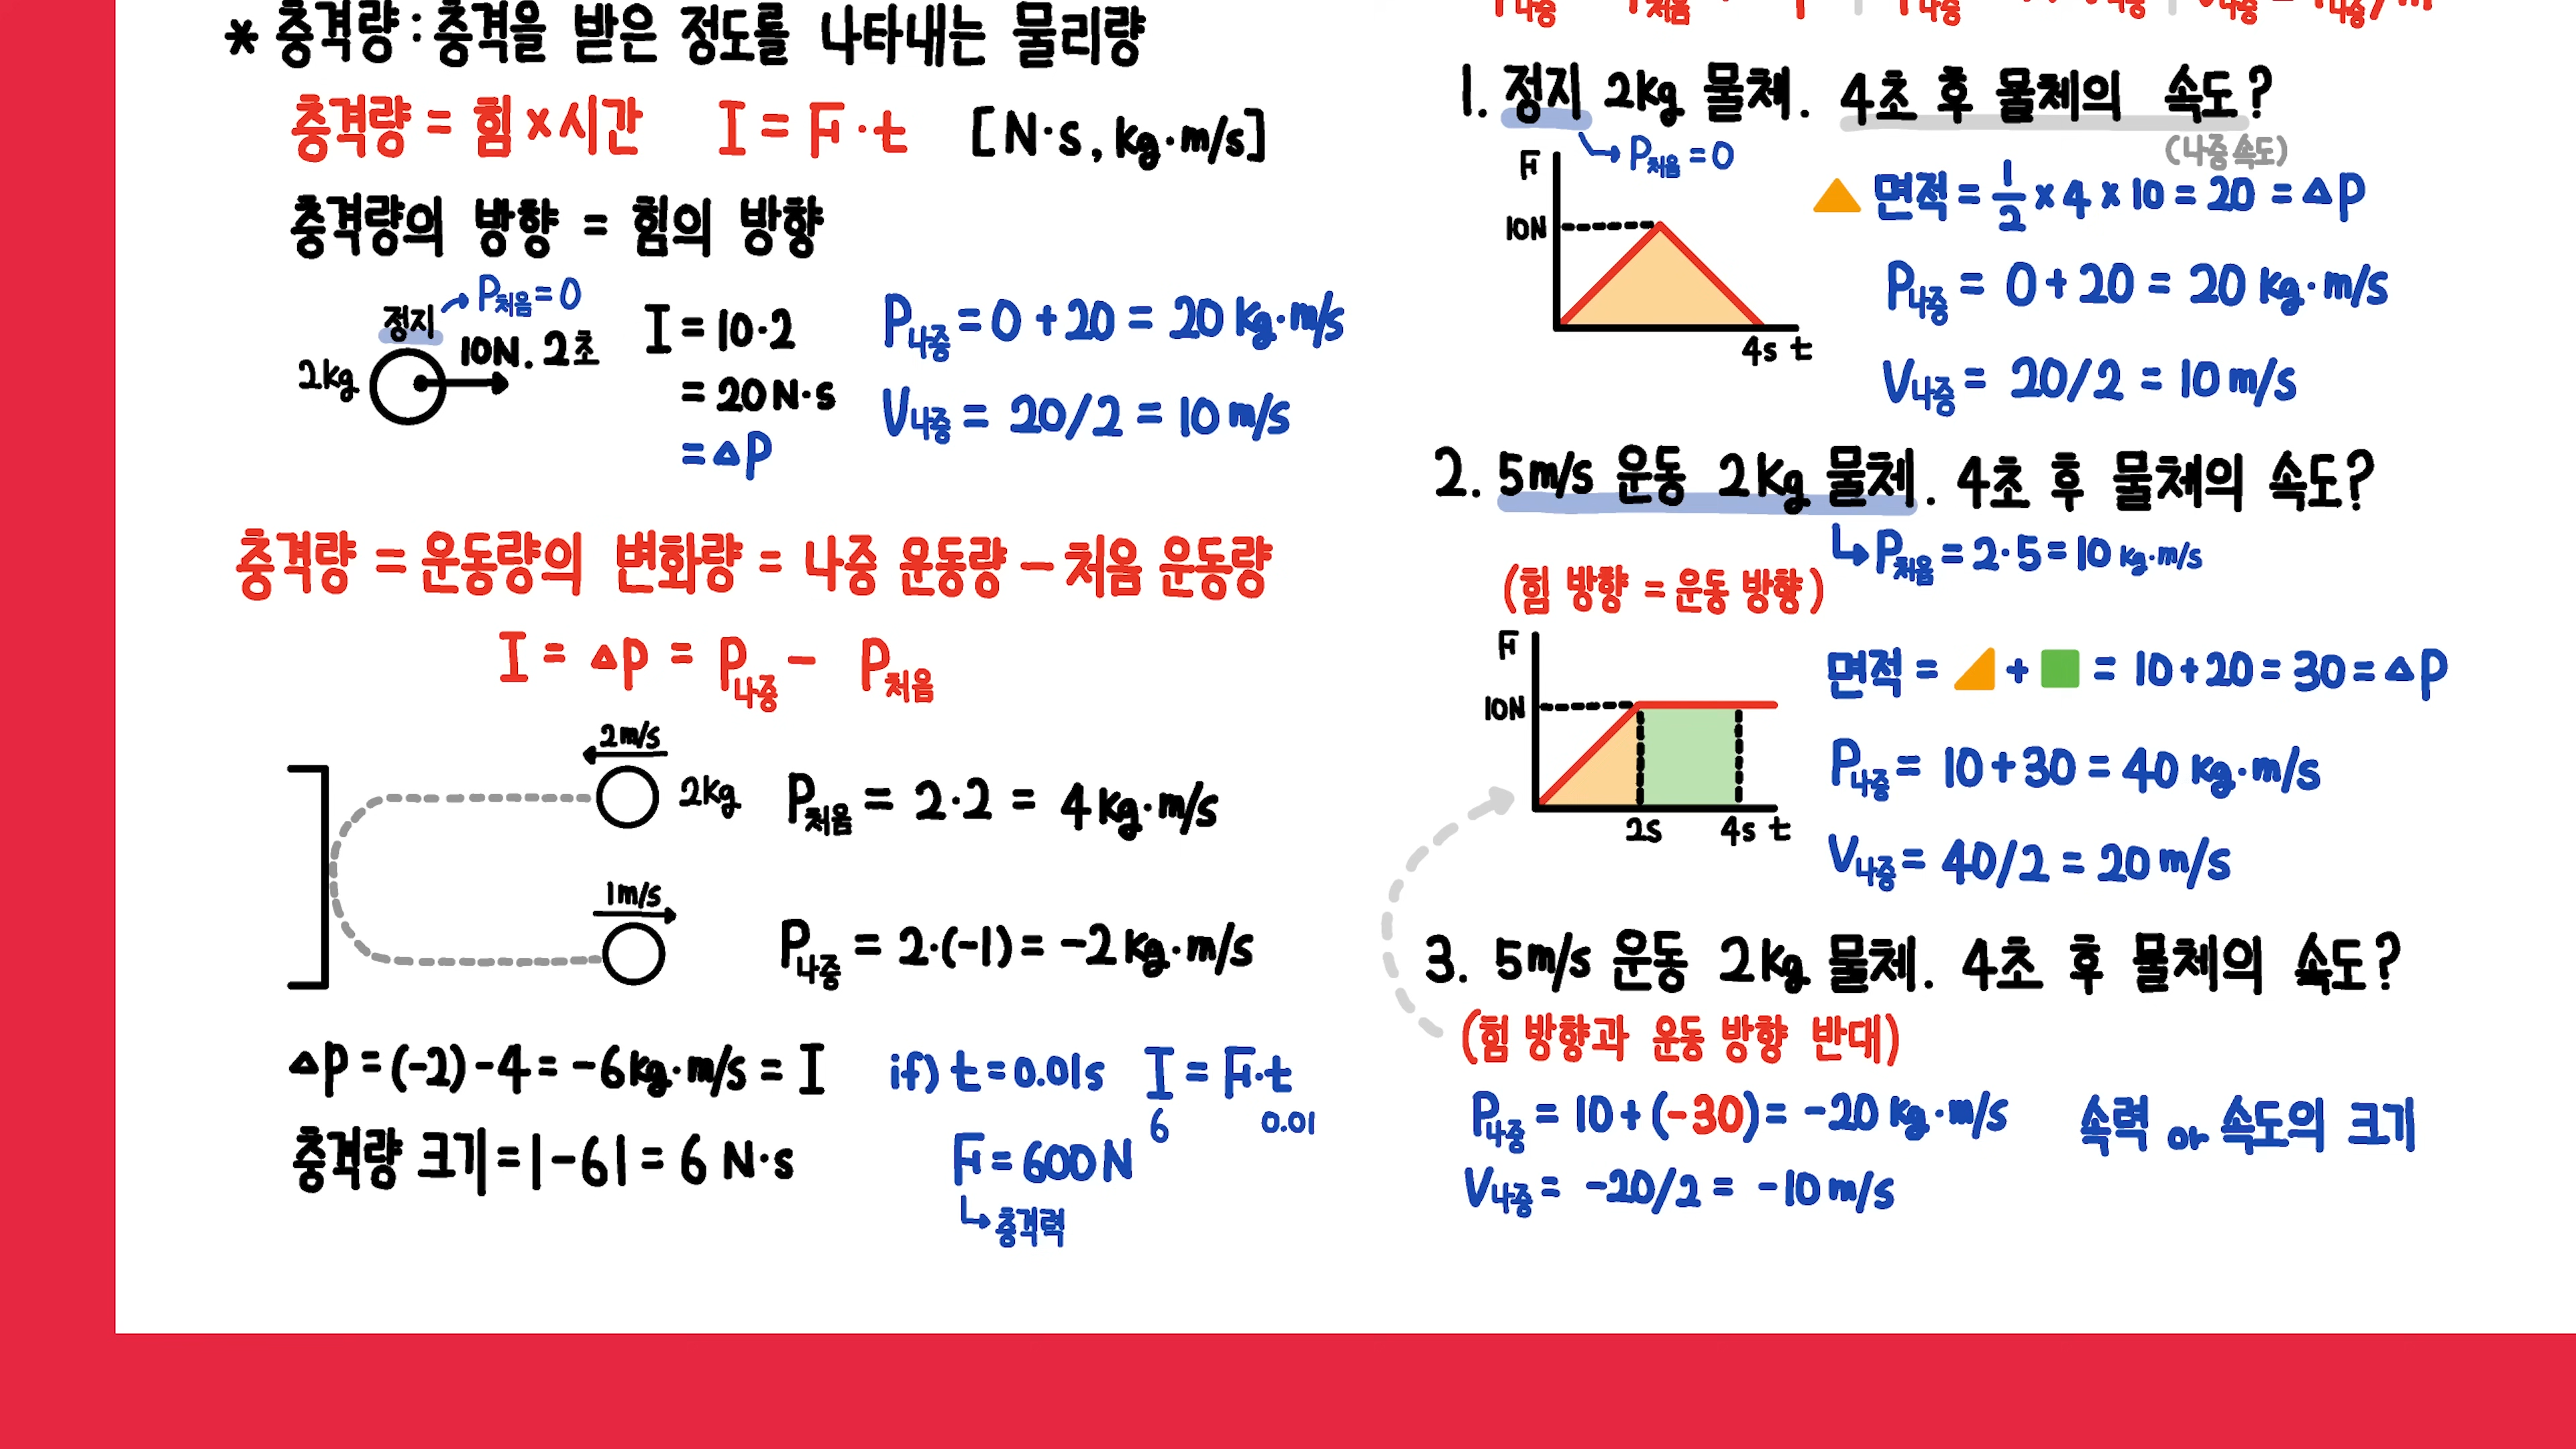 * 충격량 : 충격을 받은 정도를 나타내는 물리량
충격량 = 힘 × 시간 I = F·t [N·s, kg·m/s]
충격량의 방향 = 힘의 방향
정지 → P처음 = 0
2kg 10N. 2초
I = 10·2
= 20 N·s
= △P
P나중 = 0 + 20 = 20 kg·m/s
V나중 = 20/2 = 10 m/s
충격량 = 운동량의 변화량 = 나중 운동량 - 처음 운동량
I = △P = P나중 - P처음
2m/s
2kg P처음 = 2·2 = 4 kg·m/s
1m/s
P나중 = 2·(-1) = -2 kg·m/s
△P = (-2) - 4 = -6 kg·m/s = I
충격량 크기 = |-6| = 6 N·s
if) t = 0.01s I = F·t
6 0.01
F = 600N
↳ 충격력
1. 정지 2kg 물체. 4초 후 물체의 속도?
→ P처음 = 0 (나중 속도)
F
10N
4s t
면적 = 1/2 × 4 × 10 = 20 = △P
P나중 = 0 + 20 = 20 kg·m/s
V나중 = 20/2 = 10 m/s
2. 5m/s 운동 2kg 물체. 4초 후 물체의 속도?
↳ P처음 = 2·5 = 10 kg·m/s
(힘 방향 = 운동 방향)
F
10N
2s 4s t
면적 = + = 10 + 20 = 30 = △P
P나중 = 10 + 30 = 40 kg·m/s
V나중 = 40/2 = 20 m/s
3. 5m/s 운동 2kg 물체. 4초 후 물체의 속도?
(힘 방향과 운동 방향 반대)
P나중 = 10 + (-30) = -20 kg·m/s 속력 or 속도의 크기
V나중 = -20/2 = -10 m/s